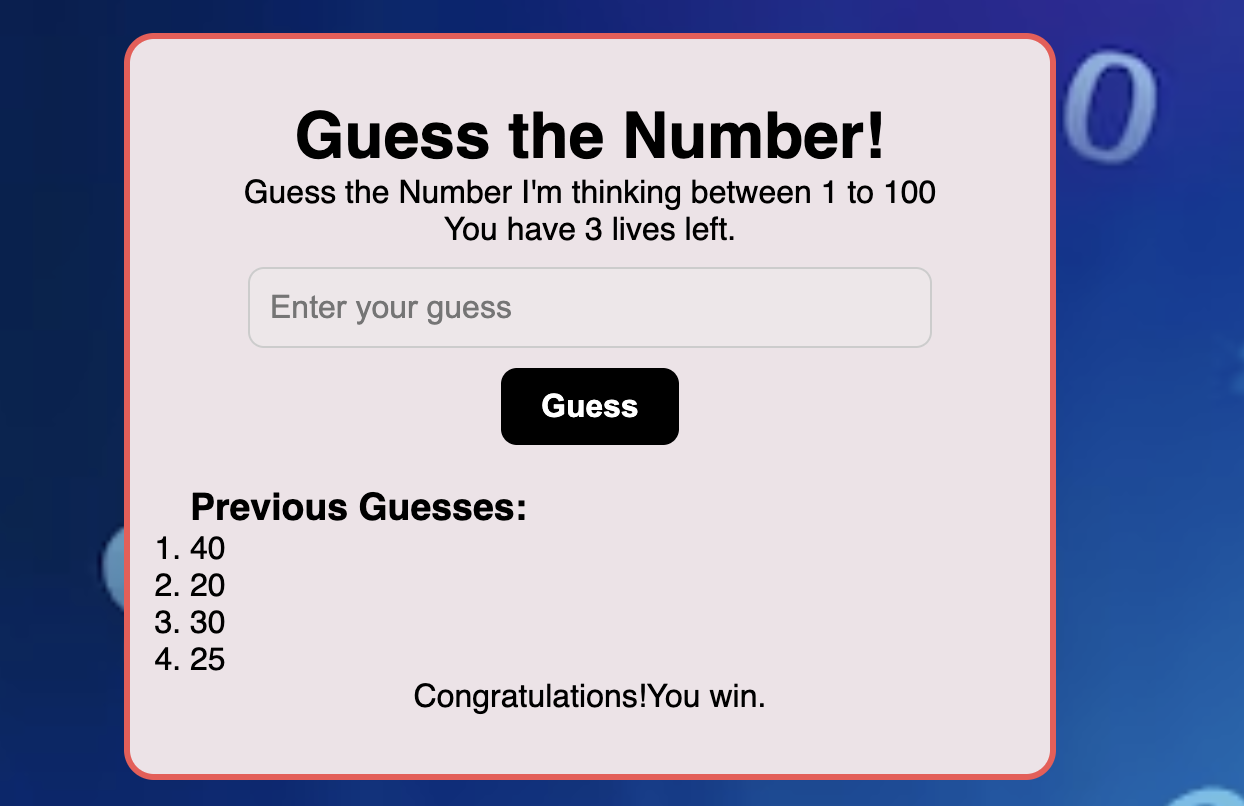 0
Guess the Number!
Guess the Number I'm thinking between 1 to 100
You have 3 lives left.
Enter your guess
Guess
Previous Guesses:
1. 40
2. 20
3. 30
4. 25
Congratulations!You win.